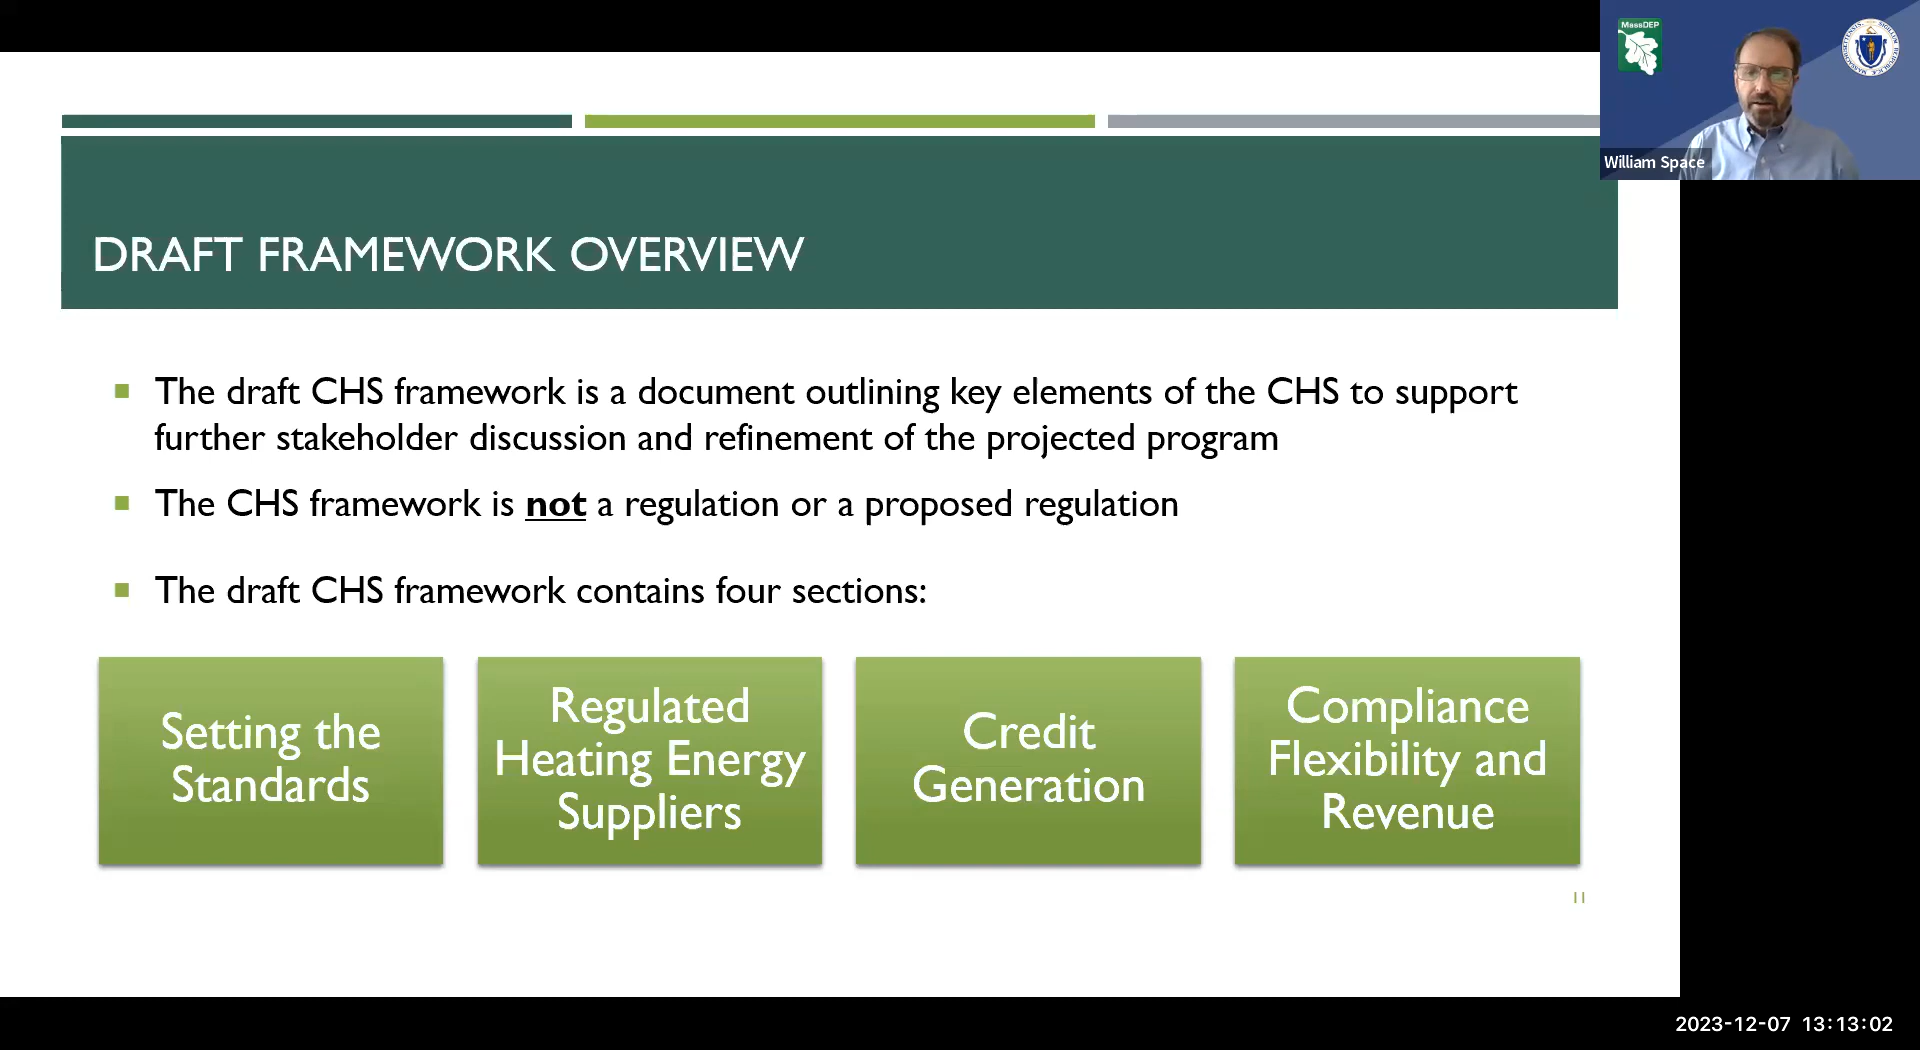 MassDEP
William Space
DRAFT FRAMEWORK OVERVIEW
The draft CHS framework is a document outlining key elements of the CHS to support
further stakeholder discussion and refinement of the projected program
The CHS framework is not a regulation or a proposed regulation
The draft CHS framework contains four sections:
Setting the
Standards
Regulated
Heating Energy
Suppliers
Credit
Generation
Compliance
Flexibility and
Revenue
11
2023-12-07 13:13:02